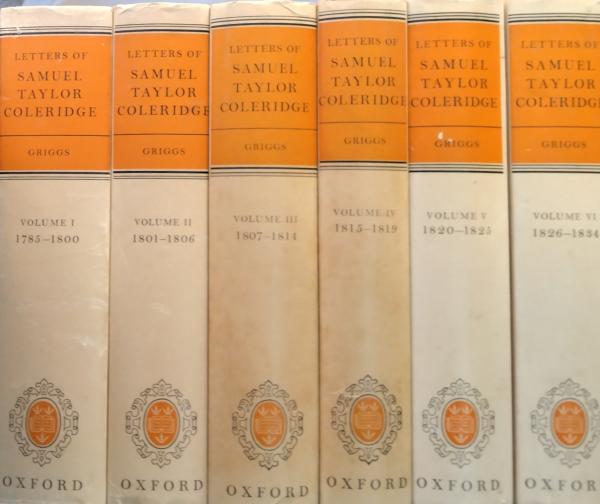 LETTERS OF
SAMUEL
TAYLOR
COLERIDGE
GRIGGS
VOLUME I
1785–1800
OXFORD
LETTERS OF
SAMUEL
TAYLOR
COLERIDGE
GRIGGS
VOLUME II
1801–1806
OXFORD
LETTERS OF
SAMUEL
TAYLOR
COLERIDGE
GRIGGS
VOLUME III
1807–1814
OXFORD
LETTERS OF
SAMUEL
TAYLOR
COLERIDGE
GRIGGS
VOLUME IV
1815–1819
OXFORD
LETTERS OF
SAMUEL
TAYLOR
COLERIDGE
GRIGGS
VOLUME V
1820–1825
OXFORD
LETTERS OF
SAMUEL
TAYLOR
COLERIDGE
GRIGGS
VOLUME VI
1826–1834
OXFORD